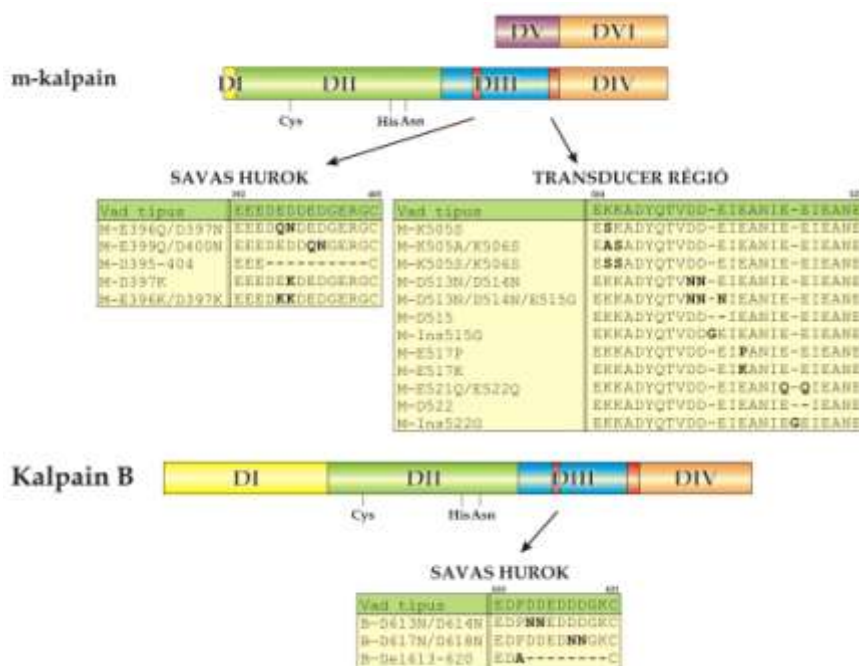 DV DVI
m-kalpain
DI DII DIII DIV
Cys His Asn
SAVAS HUROK
Vad típus EEEDEDDEDGERGC
M-E396Q/D397N EEEDQNDEDGERGC
M-E399Q/D400N EEEDEDDQNGERGC
M-D395-404 EEE----------C
M-D397K EEEDEKDEDGERGC
M-E396K/D397K EEEDKKDEDGERGC
TRANSDUCER RÉGIÓ
504
Vad típus EKKADYQTVDD-EIEANIE-EIEANE
M-K505S ESKADYQTVDD-EIEANIE-EIEANE
M-K505A/K506S EASADYQTVDD-EIEANIE-EIEANE
M-K505S/K506S ESSADYQTVDD-EIEANIE-EIEANE
M-D513N/D514N EKKADYQTVNN-EIEANIE-EIEANE
M-D513N/D514N/E515G EKKADYQTVNN-NIEANIE-EIEANE
M-D515 EKKADYQTVDD--IEANIE-EIEANE
M-Ins515G EKKADYQTVDDGEIEANIE-EIEANE
M-E517P EKKADYQTVDD-EIPANIE-EIEANE
M-E517K EKKADYQTVDD-EIKANIE-EIEANE
M-E521Q/E522Q EKKADYQTVDD-EIEANIQ-QIEANE
M-D522 EKKADYQTVDD-EIEANIE--IEANE
M-Ins522G EKKADYQTVDD-EIEANIEGEIEANE
Kalpain B
DI DII DIII DIV
Cys His Asn
SAVAS HUROK
Vad típus EDFDDEDDDGKC
B-D613N/D614N EDFNNEDDDGKC
B-D617N/D618N EDFDDEDNNGKC
B-Del613-620 EDA--------C